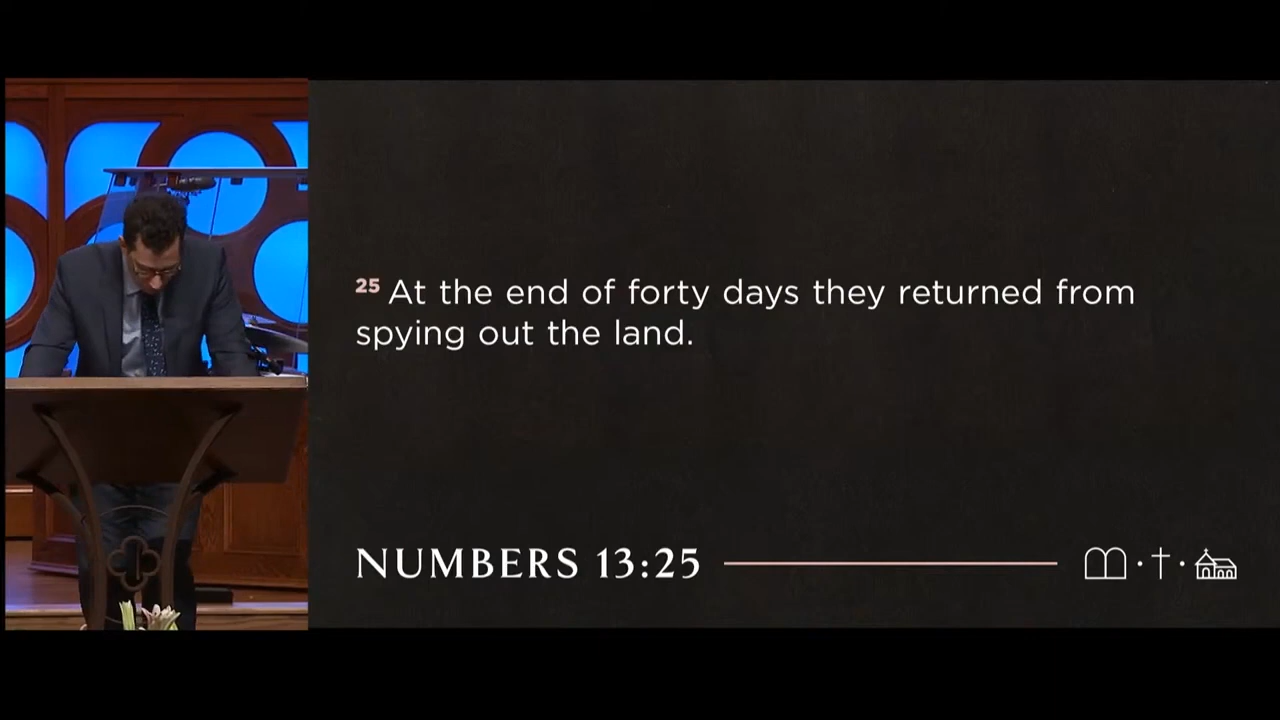 25 At the end of forty days they returned from
spying out the land.
NUMBERS 13:25